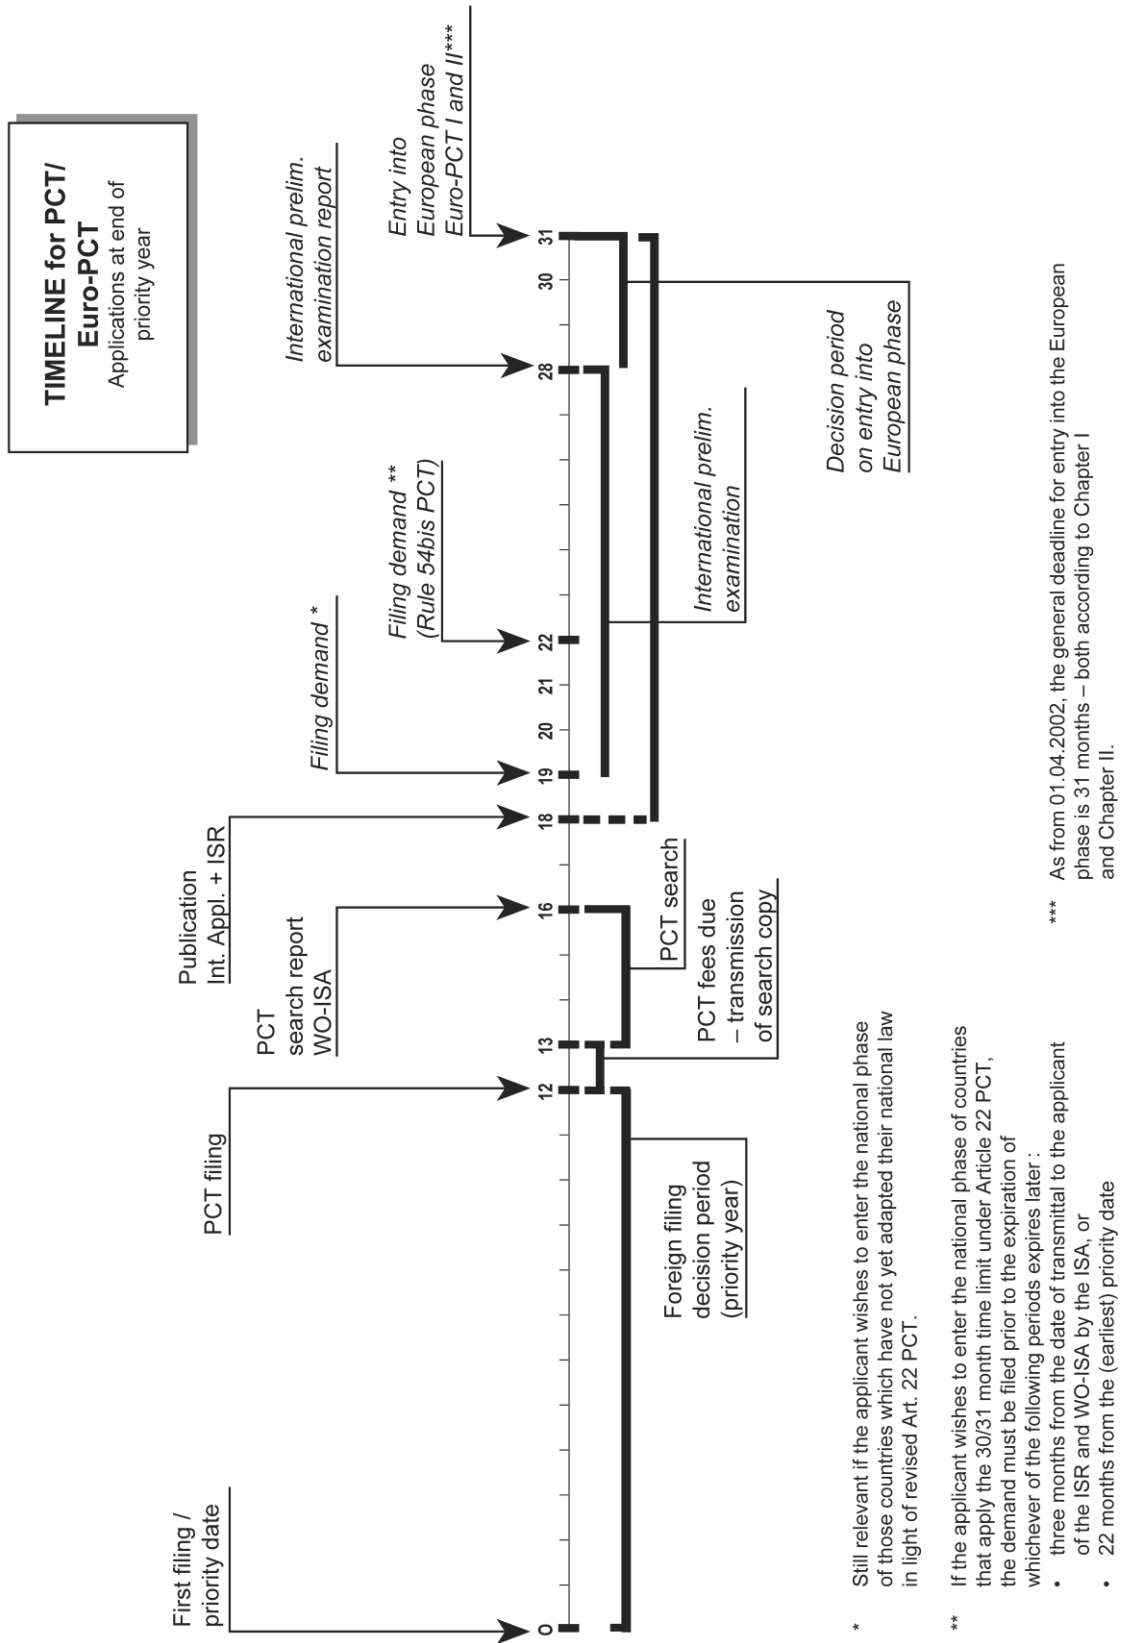 TIMELINE for PCT/
Euro-PCT
Applications at end of
priority year
First filing /
priority date
PCT filing
PCT
search report
WO-ISA
Publication
Int. Appl. + ISR
Filing demand *
Filing demand **
(Rule 54bis PCT)
International prelim.
examination report
Entry into
European phase
Euro-PCT I and II***
0
12
13
16
18
19
20
21
22
28
30
31
Foreign filing
decision period
(priority year)
PCT fees due
– transmission
of search copy
PCT search
International prelim.
examination
Decision period
on entry into
European phase
* Still relevant if the applicant wishes to enter the national phase
of those countries which have not yet adapted their national law
in light of revised Art. 22 PCT.
** If the applicant wishes to enter the national phase of countries
that apply the 30/31 month time limit under Article 22 PCT,
the demand must be filed prior to the expiration of
whichever of the following periods expires later :
• three months from the date of transmittal to the applicant
of the ISR and WO-ISA by the ISA, or
• 22 months from the (earliest) priority date
*** As from 01.04.2002, the general deadline for entry into the European
phase is 31 months – both according to Chapter I
and Chapter II.